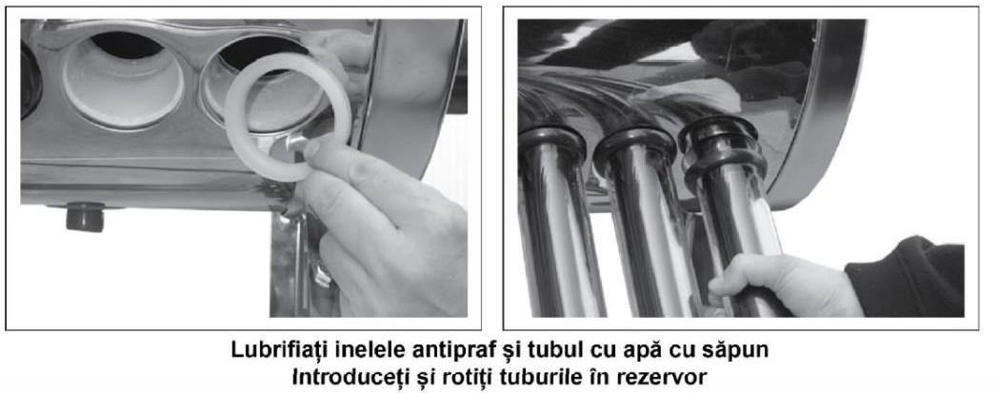 Lubrifiați inelele antipraf și tubul cu apă cu săpun
Introduceți și rotiți tuburile în rezervor